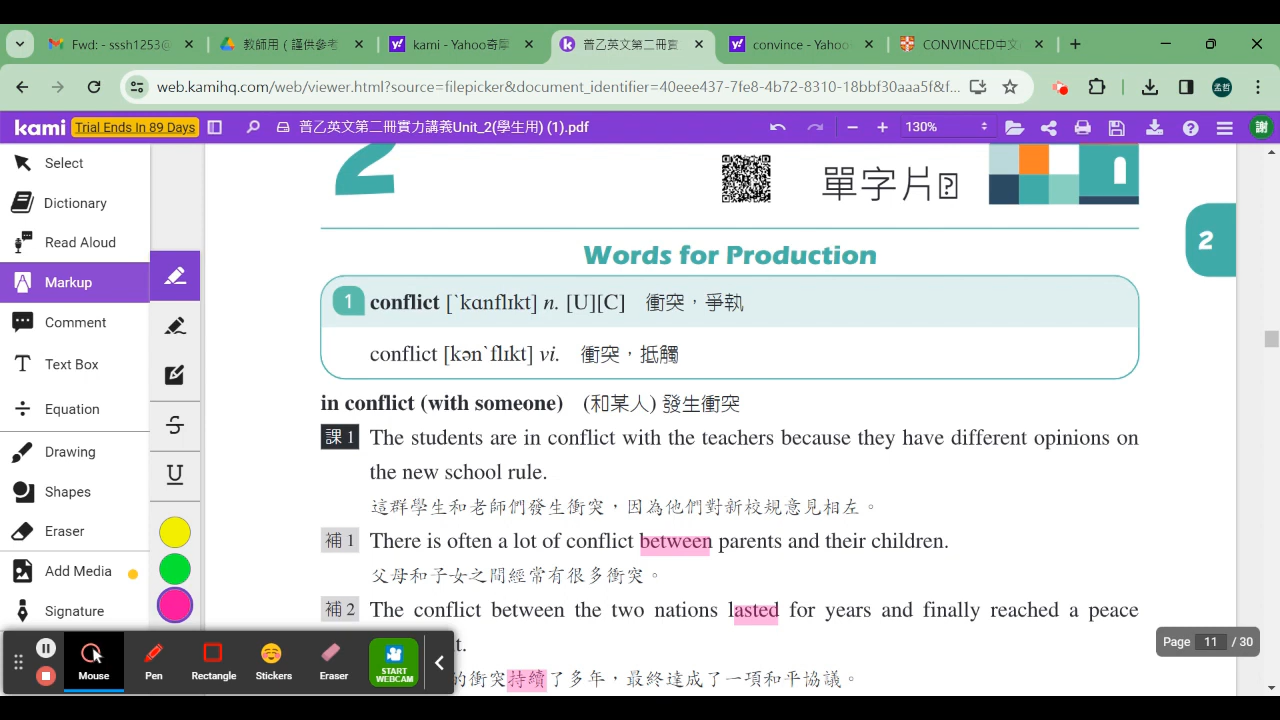 Fwd: sssh1253@
教師用 ( 謹供參考
kami - Yahoo奇摩
普乙英文第二冊實
convince - Yahoo
CONVINCED中文
web.kamihq.com/web/viewer.html?source=filepicker&document_identifier=40eee437-7fe8-4b72-8310-18bbf30aaa5f&f...
孟哲
kami Trial Ends In 89 Days 普乙英文第二冊實力講義Unit_2(學生用) (1).pdf 130% 謝
Select
Dictionary
Read Aloud
Markup
Comment
Text Box
Equation
Drawing
Shapes
Eraser
Add Media
Signature
2 單字片
2
Words for Production
1 conflict [ˋkɑnflɪkt] n. [U][C] 衝突，爭執
conflict [kənˋflɪkt] vi. 衝突，抵觸
in conflict (with someone) (和某人) 發生衝突
課 1 The students are in conflict with the teachers because they have different opinions on
the new school rule.
這群學生和老師們發生衝突，因為他們對新校規意見相左。
補 1 There is often a lot of conflict between parents and their children.
父母和子女之間經常有很多衝突。
補 2 The conflict between the two nations lasted for years and finally reached a peace
t.
的衝突持續了多年，最終達成了一項和平協議。
Page 11 / 30
Mouse
Pen
Rectangle
Stickers
Eraser
START
WEBCAM